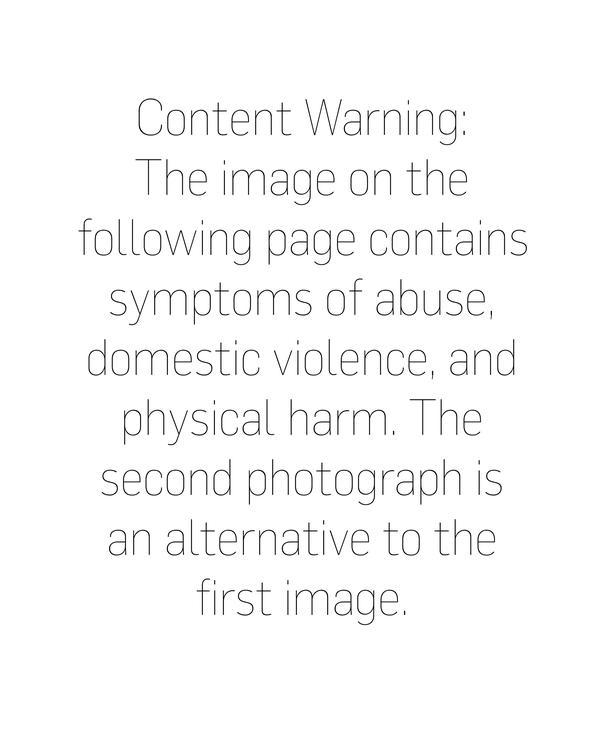 Content Warning:
The image on the
following page contains
symptoms of abuse,
domestic violence, and
physical harm. The
second photograph is
an alternative to the
first image.